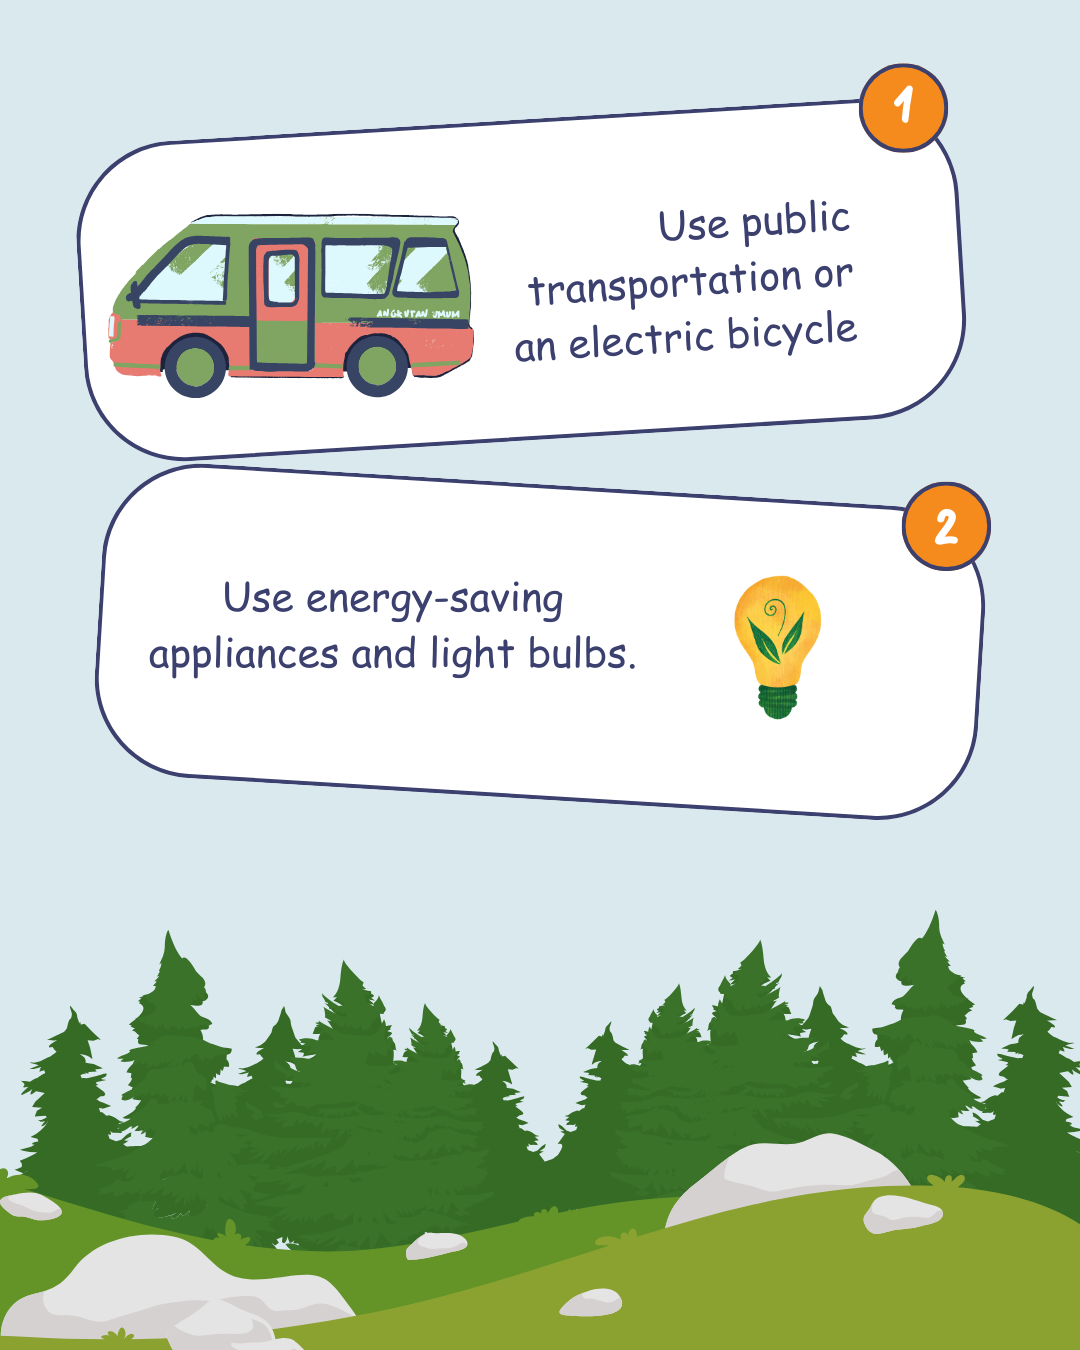 1
Use public
transportation or
an electric bicycle
ANGKUTAN UMUM
2
Use energy-saving
appliances and light bulbs.